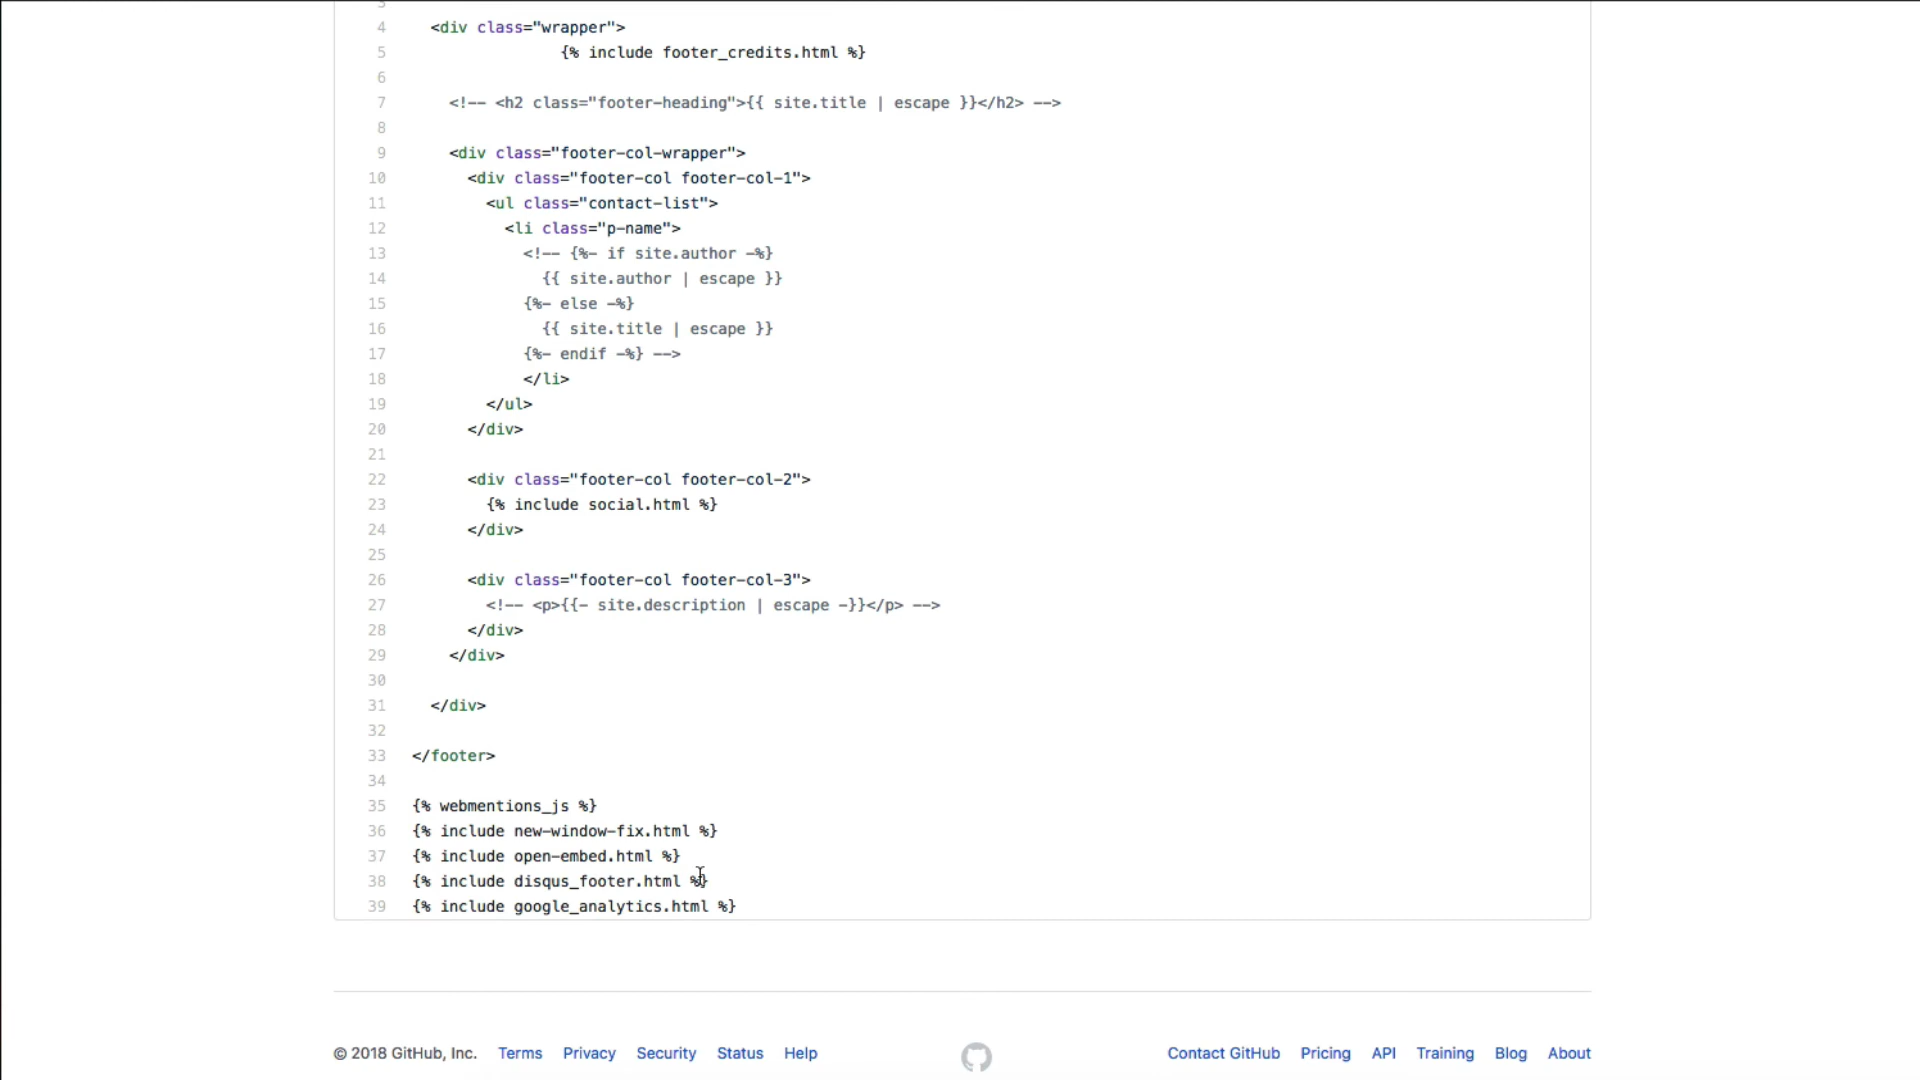 3
4 <div class="wrapper">
5 {% include footer_credits.html %}
6
7 <!-- <h2 class="footer-heading">{{ site.title | escape }}</h2> -->
8
9 <div class="footer-col-wrapper">
10 <div class="footer-col footer-col-1">
11 <ul class="contact-list">
12 <li class="p-name">
13 <!-- {%- if site.author -%}
14 {{ site.author | escape }}
15 {%- else -%}
16 {{ site.title | escape }}
17 {%- endif -%} -->
18 </li>
19 </ul>
20 </div>
21
22 <div class="footer-col footer-col-2">
23 {% include social.html %}
24 </div>
25
26 <div class="footer-col footer-col-3">
27 <!-- <p>{{- site.description | escape -}}</p> -->
28 </div>
29 </div>
30
31 </div>
32
33 </footer>
34
35 {% webmentions_js %}
36 {% include new-window-fix.html %}
37 {% include open-embed.html %}
38 {% include disqus_footer.html %}
39 {% include google_analytics.html %}
© 2018 GitHub, Inc. Terms Privacy Security Status Help Contact GitHub Pricing API Training Blog About